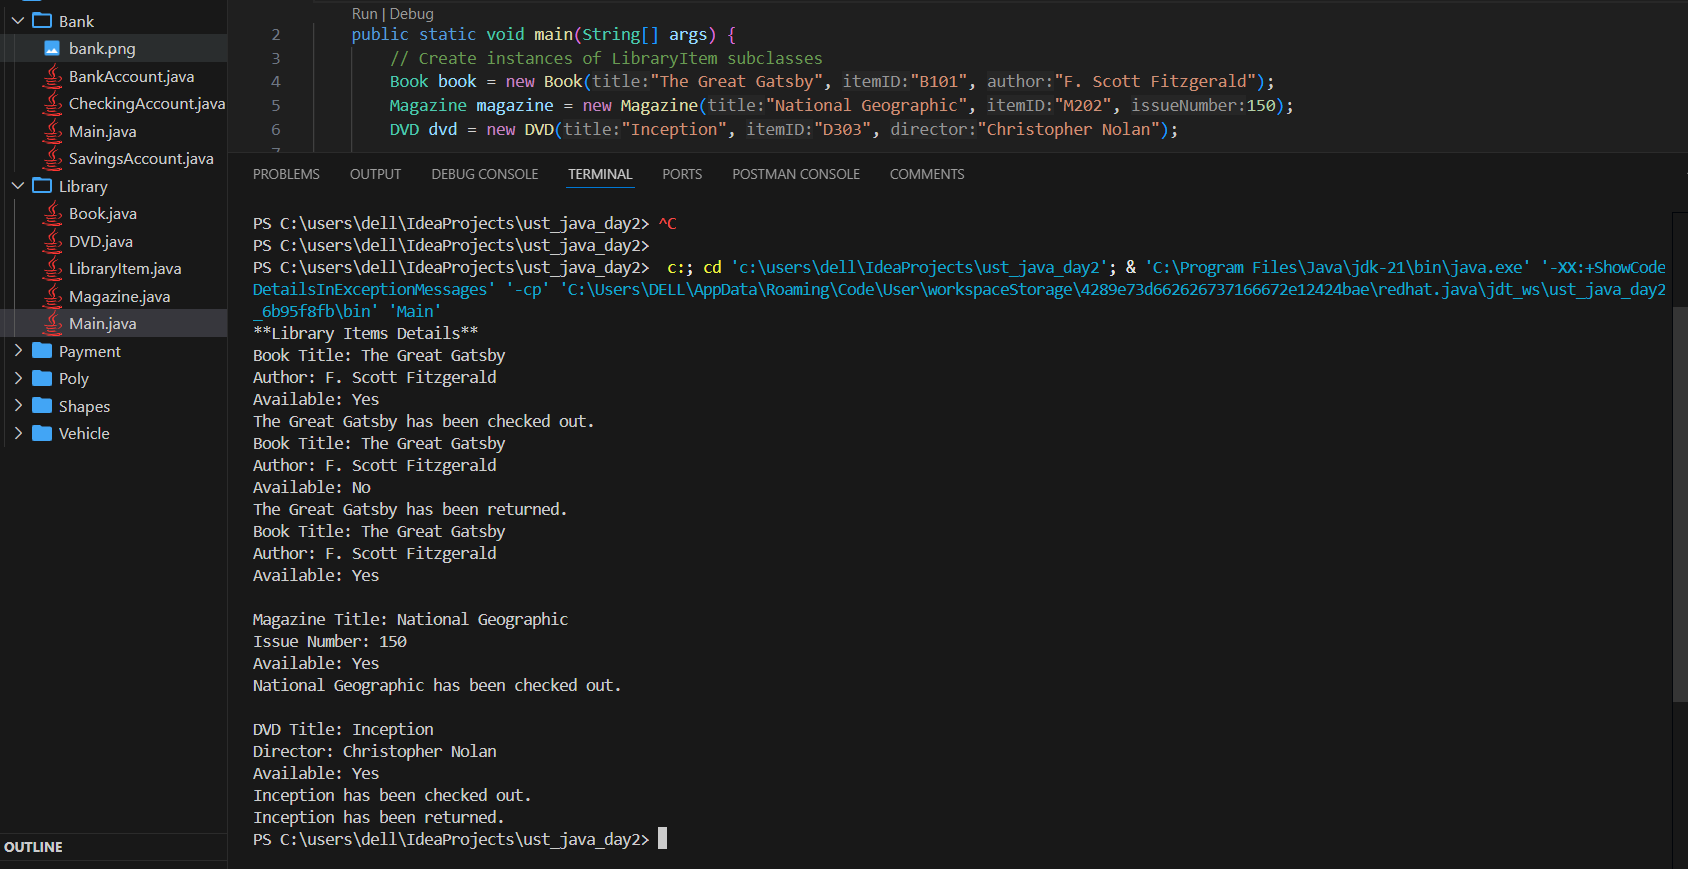 Bank
bank.png
BankAccount.java
CheckingAccount.java
Main.java
SavingsAccount.java
Library
Book.java
DVD.java
LibraryItem.java
Magazine.java
Main.java
Payment
Poly
Shapes
Vehicle
OUTLINE
Run | Debug
2 public static void main(String[] args) {
3 // Create instances of LibraryItem subclasses
4 Book book = new Book(title:"The Great Gatsby", itemID:"B101", author:"F. Scott Fitzgerald");
5 Magazine magazine = new Magazine(title:"National Geographic", itemID:"M202", issueNumber:150);
6 DVD dvd = new DVD(title:"Inception", itemID:"D303", director:"Christopher Nolan");
PROBLEMS OUTPUT DEBUG CONSOLE TERMINAL PORTS POSTMAN CONSOLE COMMENTS
PS C:\users\dell\IdeaProjects\ust_java_day2> ^C
PS C:\users\dell\IdeaProjects\ust_java_day2>
PS C:\users\dell\IdeaProjects\ust_java_day2>  c:; cd 'c:\users\dell\IdeaProjects\ust_java_day2'; & 'C:\Program Files\Java\jdk-21\bin\java.exe' '-XX:+ShowCode
DetailsInExceptionMessages' '-cp' 'C:\Users\DELL\AppData\Roaming\Code\User\workspaceStorage\4289e73d662626737166672e12424bae\redhat.java\jdt_ws\ust_java_day2
_6b95f8fb\bin' 'Main'
**Library Items Details**
Book Title: The Great Gatsby
Author: F. Scott Fitzgerald
Available: Yes
The Great Gatsby has been checked out.
Book Title: The Great Gatsby
Author: F. Scott Fitzgerald
Available: No
The Great Gatsby has been returned.
Book Title: The Great Gatsby
Author: F. Scott Fitzgerald
Available: Yes
Magazine Title: National Geographic
Issue Number: 150
Available: Yes
National Geographic has been checked out.
DVD Title: Inception
Director: Christopher Nolan
Available: Yes
Inception has been checked out.
Inception has been returned.
PS C:\users\dell\IdeaProjects\ust_java_day2>